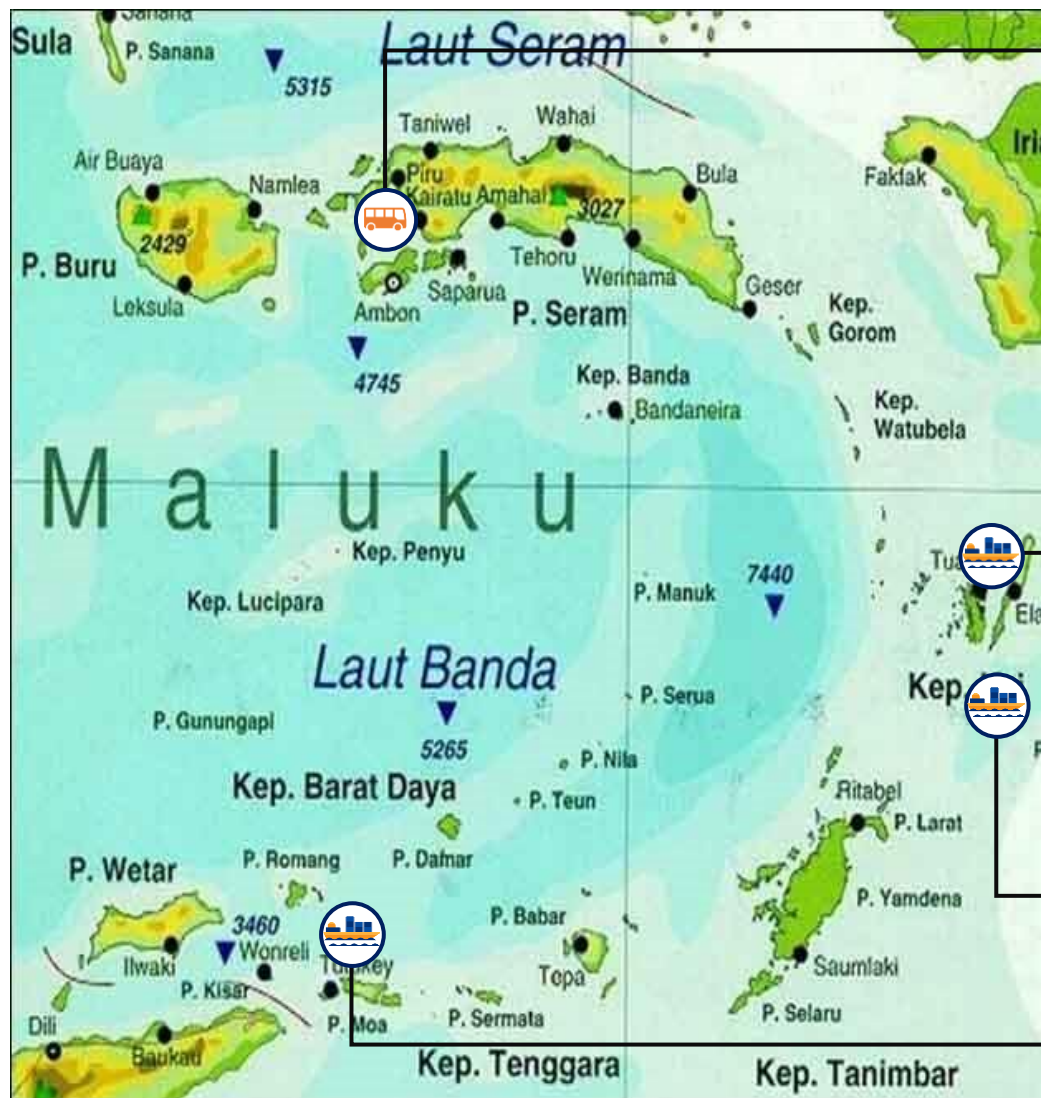 Sanana
Sula
P. Sanana
Laut Seram
5315
Taniwel
Wahai
Air Buaya
Namlea
Piru
Kairatu
Amahai
Bula
Fakfak
2429
3027
P. Buru
Tehoru
Werinama
Leksula
Ambon
Saparua
P. Seram
Geser
Kep.
Gorom
4745
Kep. Banda
Bandaneira
Kep.
Watubela
Maluku
Kep. Penyu
Kep. Lucipara
P. Manuk
7440
Laut Banda
P. Serua
Kep.
P. Gunungapi
5265
P. Nila
Kep. Barat Daya
P. Teun
Ritabel
P. Larat
P. Romang
P. Damar
P. Wetar
P. Yamdena
3460
P. Babar
Wonreli
Ilwaki
Tepa
Saumlaki
P. Kisar
P. Moa
P. Sermata
P. Selaru
Dili
Baukau
Kep. Tenggara
Kep. Tanimbar